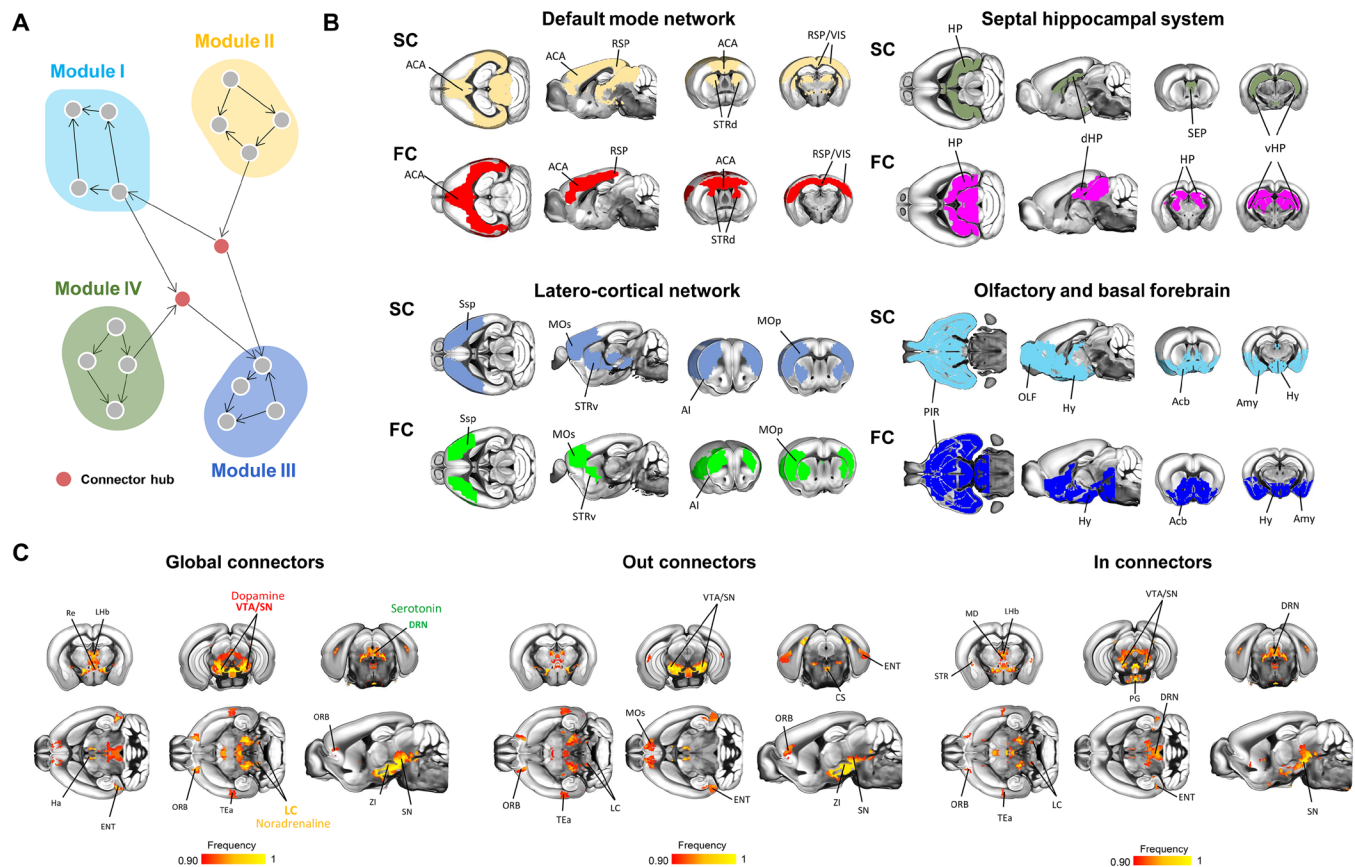 A
Module I
Module II
Module IV
Module III
Connector hub
B
Default mode network
SC
ACA
ACA
RSP
ACA
STRd
RSP/VIS
FC
ACA
ACA
RSP
ACA
STRd
RSP/VIS
Septal hippocampal system
SC
HP
dHP
SEP
vHP
FC
HP
HP
Latero-cortical network
SC
Ssp
MOs
STRv
AI
MOp
FC
Ssp
MOs
STRv
AI
MOp
Olfactory and basal forebrain
SC
PIR
OLF
Hy
Acb
Amy
Hy
FC
Hy
Acb
Hy
Amy
C
Global connectors
Re
LHb
Dopamine
VTA/SN
Serotonin
DRN
Ha
ENT
ORB
TEa
LC
Noradrenaline
ORB
ZI
SN
Frequency
0.90
1
Out connectors
VTA/SN
ENT
CS
ORB
TEa
LC
MOs
ENT
ORB
ZI
SN
Frequency
0.90
1
In connectors
MD
LHb
STR
VTA/SN
PG
DRN
ORB
TEa
LC
DRN
ENT
SN
Frequency
0.90
1